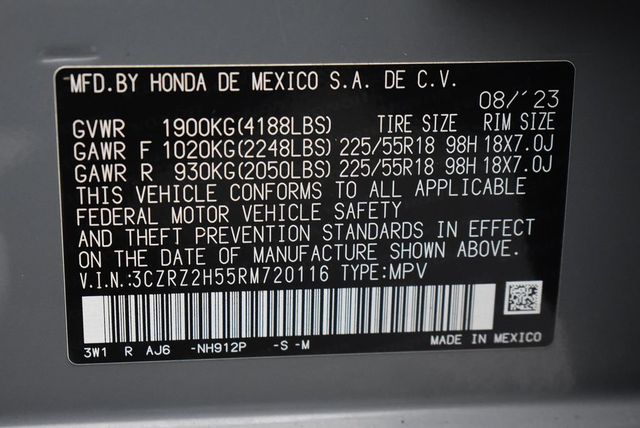 MFD.BY HONDA DE MEXICO S.A. DE C.V.
08/'23
GVWR 1900KG(4188LBS) TIRE SIZE RIM SIZE
GAWR F 1020KG(2248LBS) 225/55R18 98H 18X7.0J
GAWR R 930KG(2050LBS) 225/55R18 98H 18X7.0J
THIS VEHICLE CONFORMS TO ALL APPLICABLE
FEDERAL MOTOR VEHICLE SAFETY
AND THEFT PREVENTION STANDARDS IN EFFECT
ON THE DATE OF MANUFACTURE SHOWN ABOVE.
V.I.N.:3CZRZ2H55RM720116 TYPE:MPV
3W1 R AJ6 -NH912P -S -M MADE IN MEXICO